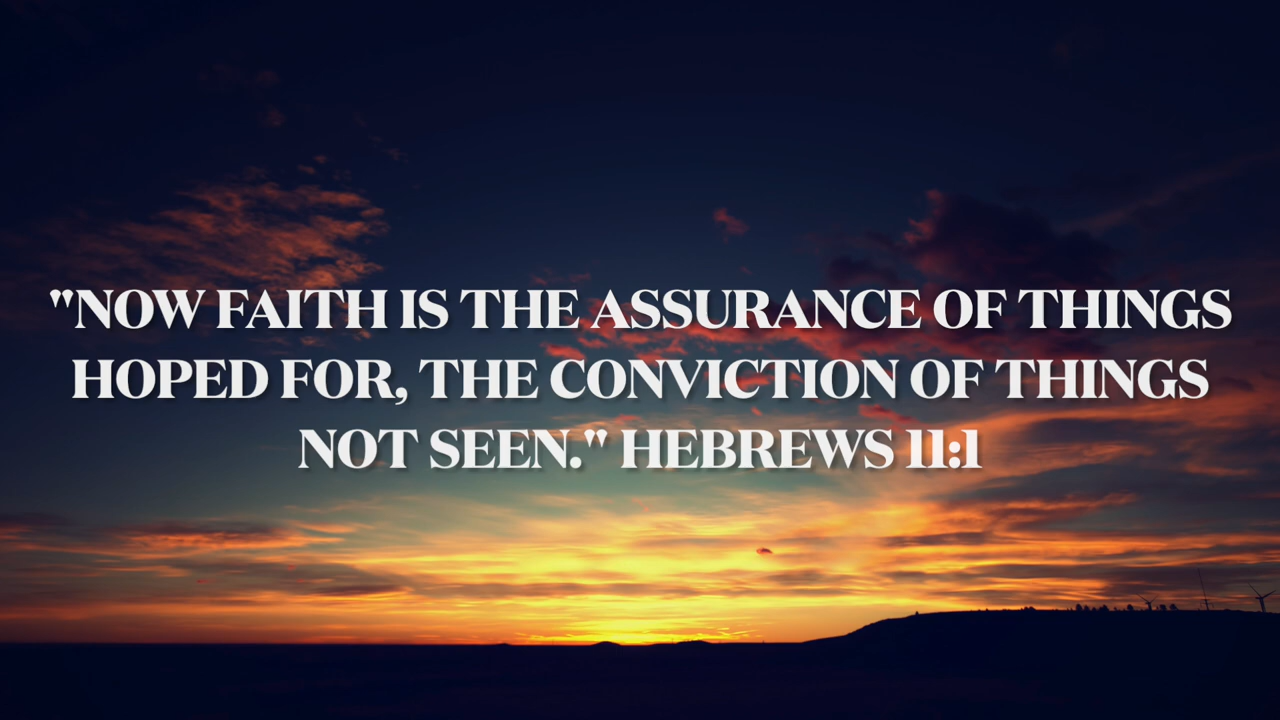 "NOW FAITH IS THE ASSURANCE OF THINGS
HOPED FOR, THE CONVICTION OF THINGS
NOT SEEN." HEBREWS 11:1